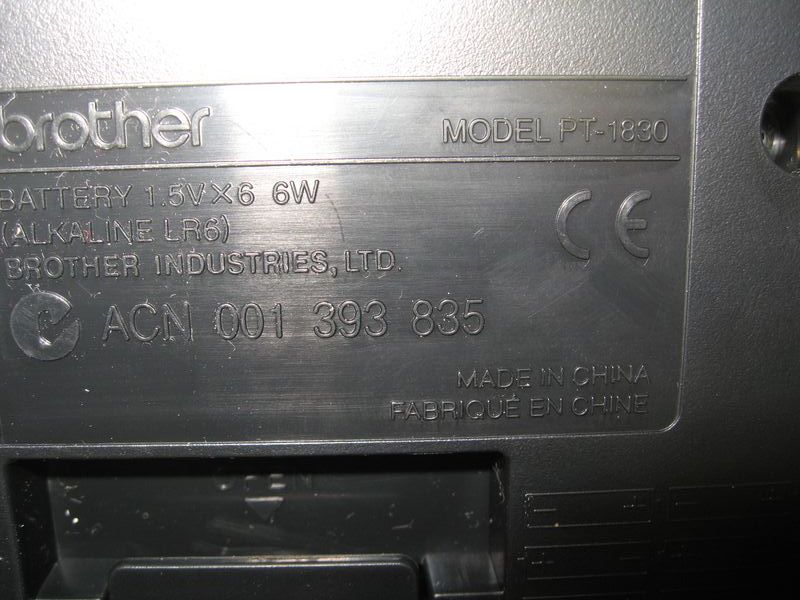 brother MODEL PT-1830
BATTERY 1.5V×6 6W
(ALKALINE LR6)
BROTHER INDUSTRIES, LTD.
CE
ACN 001 393 835
MADE IN CHINA
FABRIQUÉ EN CHINE
OPEN